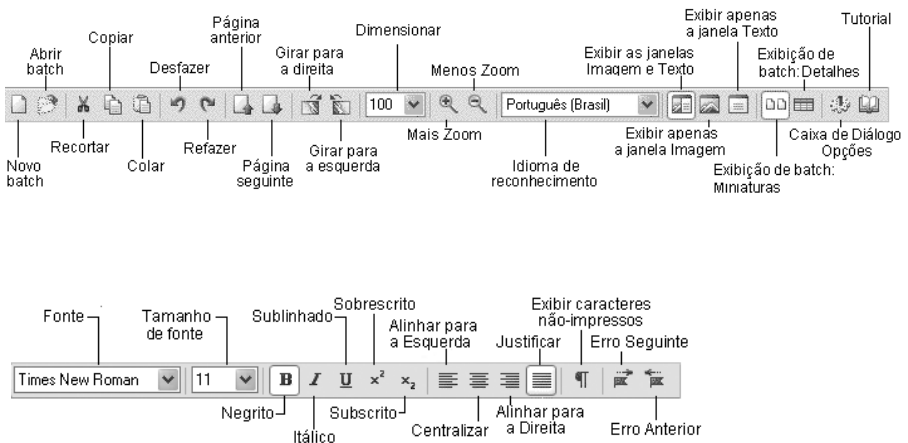 Abrir
batch
Copiar
Desfazer
Página
anterior
Girar para
a direita
Dimensionar
Menos Zoom
Exibir as janelas
Imagem e Texto
Exibir apenas
a janela Texto
Exibição de
batch:Detalhes
Tutorial
100
Português (Brasil)
Novo
batch
Recortar
Colar
Refazer
Página
seguinte
Girar para
a esquerda
Mais Zoom
Idioma de
reconhecimento
Exibir apenas
a janela Imagem
Exibição de batch:
Miniaturas
Caixa de Diálogo
Opções
Fonte
Tamanho
de fonte
Sublinhado
Sobrescrito
Alinhar para
a Esquerda
Justificar
Exibir caracteres
não-impressos
Erro Seguinte
Times New Roman
11
B I U x² x₂ ¶
Negrito
Itálico
Subscrito
Centralizar
Alinhar para
a Direita
Erro Anterior